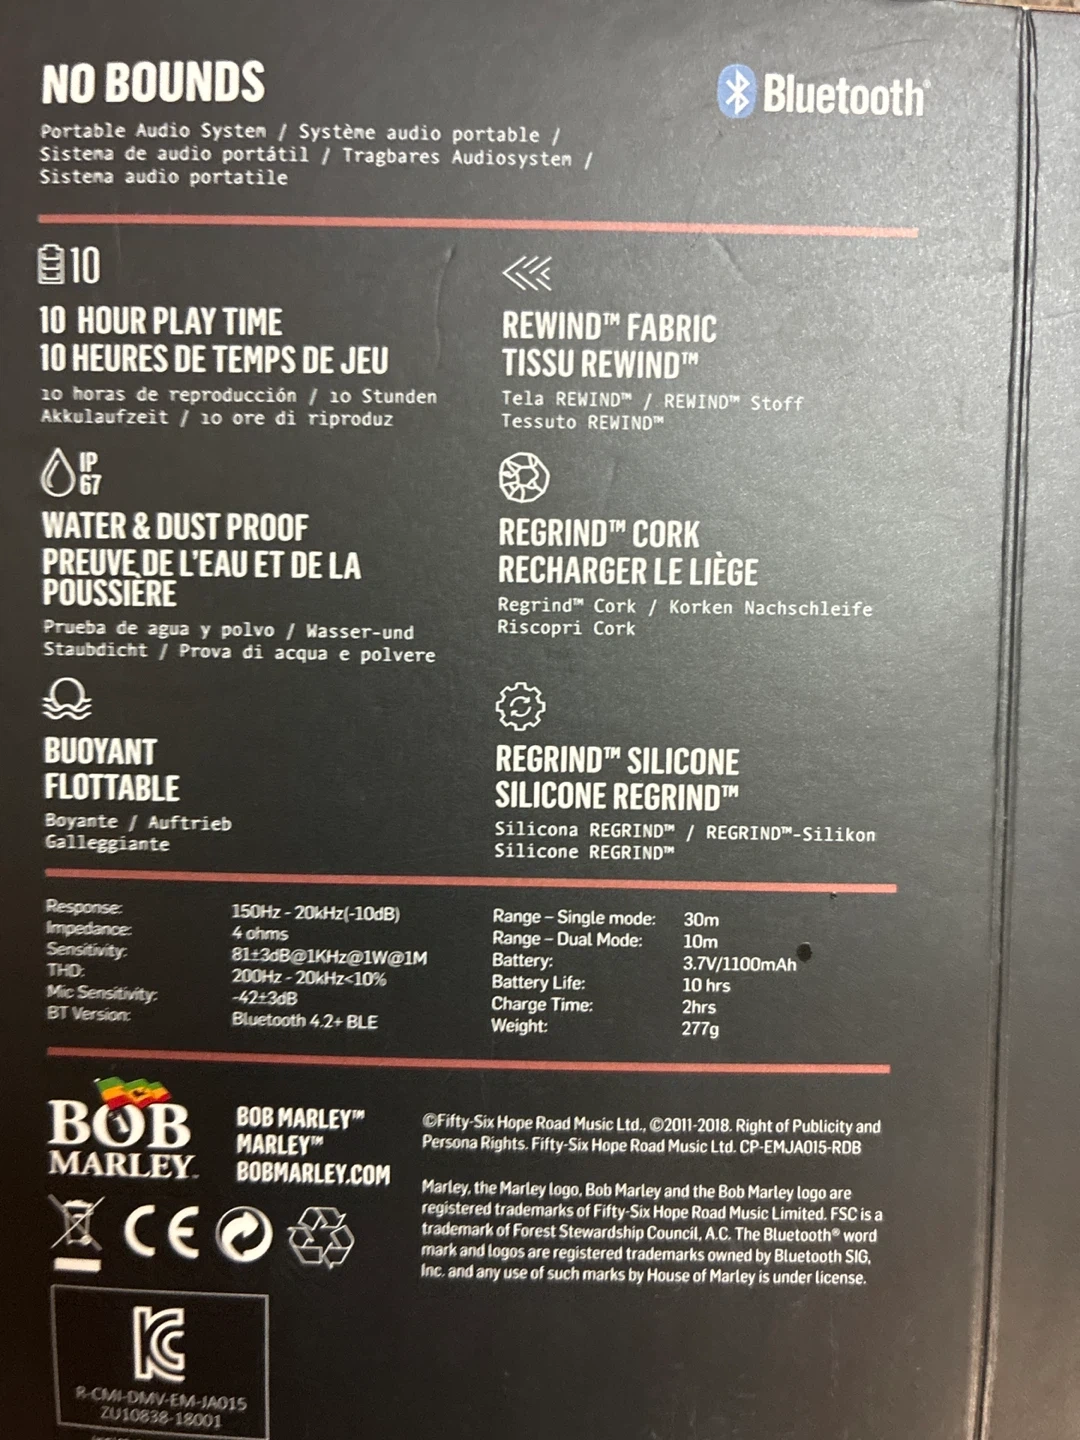 NO BOUNDS
Bluetooth®
Portable Audio System / Système audio portable /
Sistema de audio portátil / Tragbares Audiosystem /
Sistema audio portatile
10
10 HOUR PLAY TIME
10 HEURES DE TEMPS DE JEU
10 horas de reproducción / 10 Stunden
Akkulaufzeit / 10 ore di riproduz
REWIND™ FABRIC
TISSU REWIND™
Tela REWIND™ / REWIND™ Stoff
Tessuto REWIND™
IP
67
WATER & DUST PROOF
PREUVE DE L'EAU ET DE LA
POUSSIÈRE
Prueba de agua y polvo / Wasser-und
Staubdicht / Prova di acqua e polvere
REGRIND™ CORK
RECHARGER LE LIÈGE
Regrind™ Cork / Korken Nachschleife
Riscopri Cork
BUOYANT
FLOTTABLE
Boyante / Auftrieb
Galleggiante
REGRIND™ SILICONE
SILICONE REGRIND™
Silicona REGRIND™ / REGRIND™-Silikon
Silicone REGRIND™
Response: 150Hz - 20kHz(-10dB)
Impedance: 4 ohms
Sensitivity: 81±3dB@1KHz@1W@1M
THD: 200Hz - 20kHz<10%
Mic Sensitivity: -42±3dB
BT Version: Bluetooth 4.2+ BLE
Range – Single mode: 30m
Range – Dual Mode: 10m
Battery: 3.7V/1100mAh
Battery Life: 10 hrs
Charge Time: 2hrs
Weight: 277g
BOB
MARLEY
BOB MARLEY™
MARLEY™
BOBMARLEY.COM
©Fifty-Six Hope Road Music Ltd., ©2011-2018. Right of Publicity and
Persona Rights. Fifty-Six Hope Road Music Ltd. CP-EMJA015-RDB
Marley, the Marley logo, Bob Marley and the Bob Marley logo are
registered trademarks of Fifty-Six Hope Road Music Limited. FSC is a
trademark of Forest Stewardship Council, A.C. The Bluetooth® word
mark and logos are registered trademarks owned by Bluetooth SIG,
Inc. and any use of such marks by House of Marley is under license.
CE
KC
R-CMI-DMV-EM-JA015
ZU10838-18001